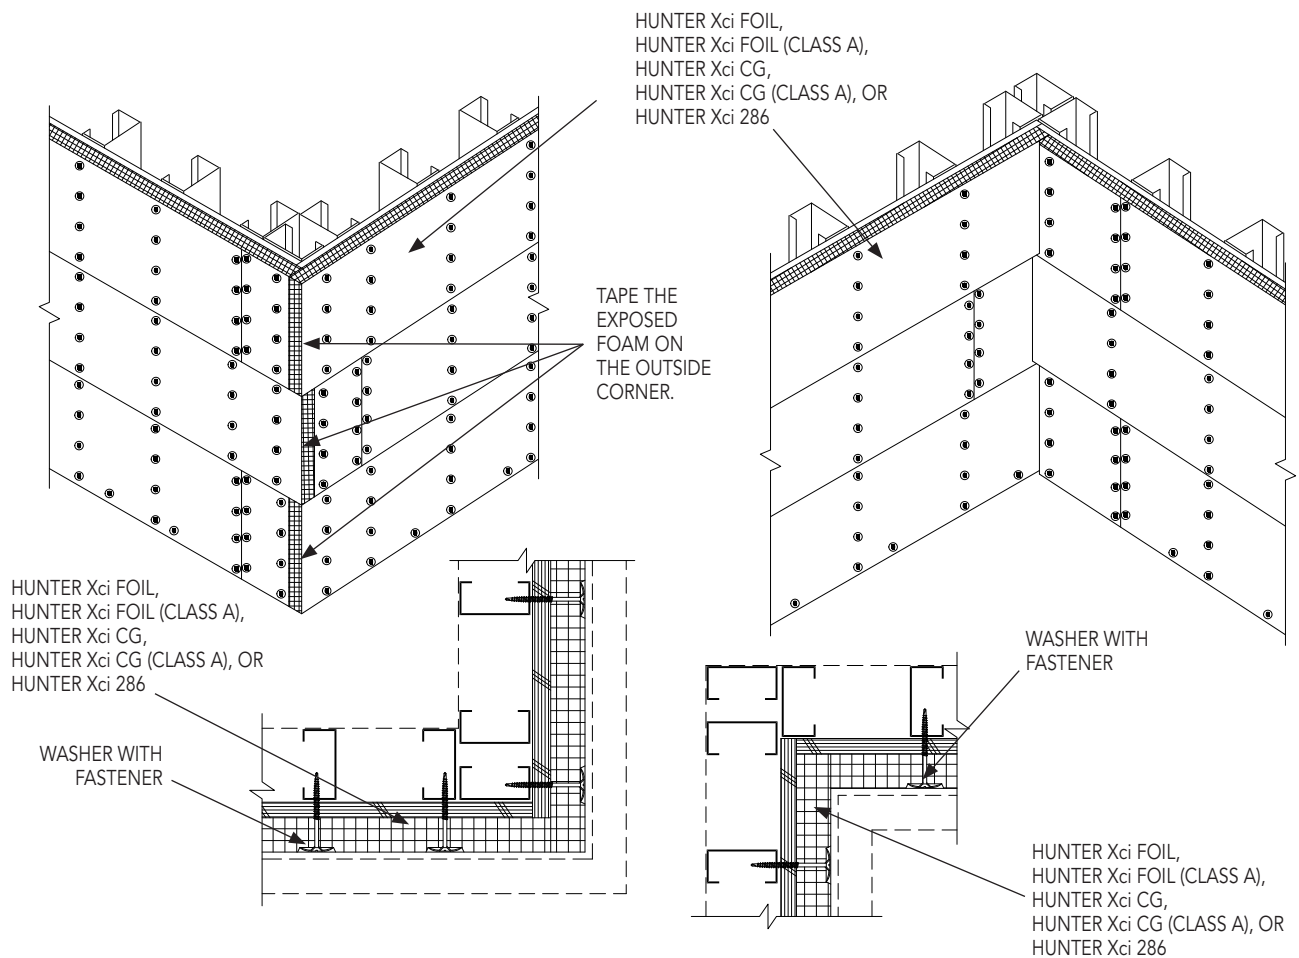 HUNTER Xci FOIL,
HUNTER Xci FOIL (CLASS A),
HUNTER Xci CG,
HUNTER Xci CG (CLASS A), OR
HUNTER Xci 286
TAPE THE
EXPOSED
FOAM ON
THE OUTSIDE
CORNER.
HUNTER Xci FOIL,
HUNTER Xci FOIL (CLASS A),
HUNTER Xci CG,
HUNTER Xci CG (CLASS A), OR
HUNTER Xci 286
WASHER WITH
FASTENER
WASHER WITH
FASTENER
HUNTER Xci FOIL,
HUNTER Xci FOIL (CLASS A),
HUNTER Xci CG,
HUNTER Xci CG (CLASS A), OR
HUNTER Xci 286